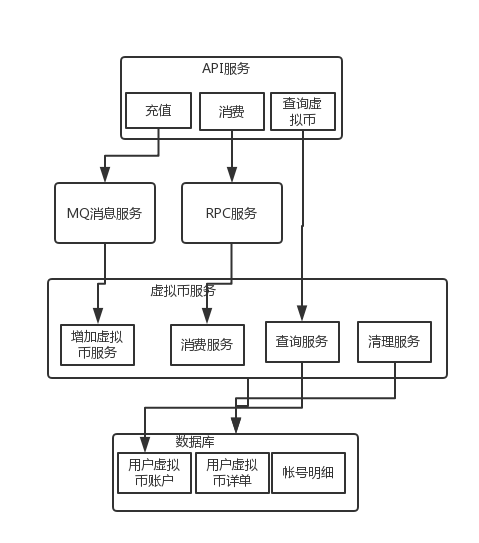 API服务
充值
消费
查询虚
拟币
MQ消息服务
RPC服务
虚拟币服务
增加虚拟
币服务
消费服务
查询服务
清理服务
数据库
用户虚拟
币账户
用户虚拟
币详单
帐号明细